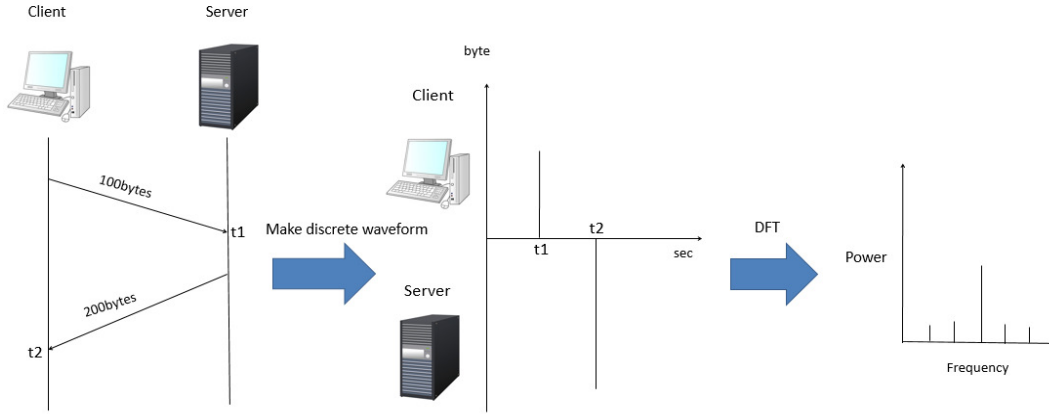 Client
Server
100bytes
t1
200bytes
t2
Make discrete waveform
byte
Client
t1
t2
sec
Server
DFT
Power
Frequency